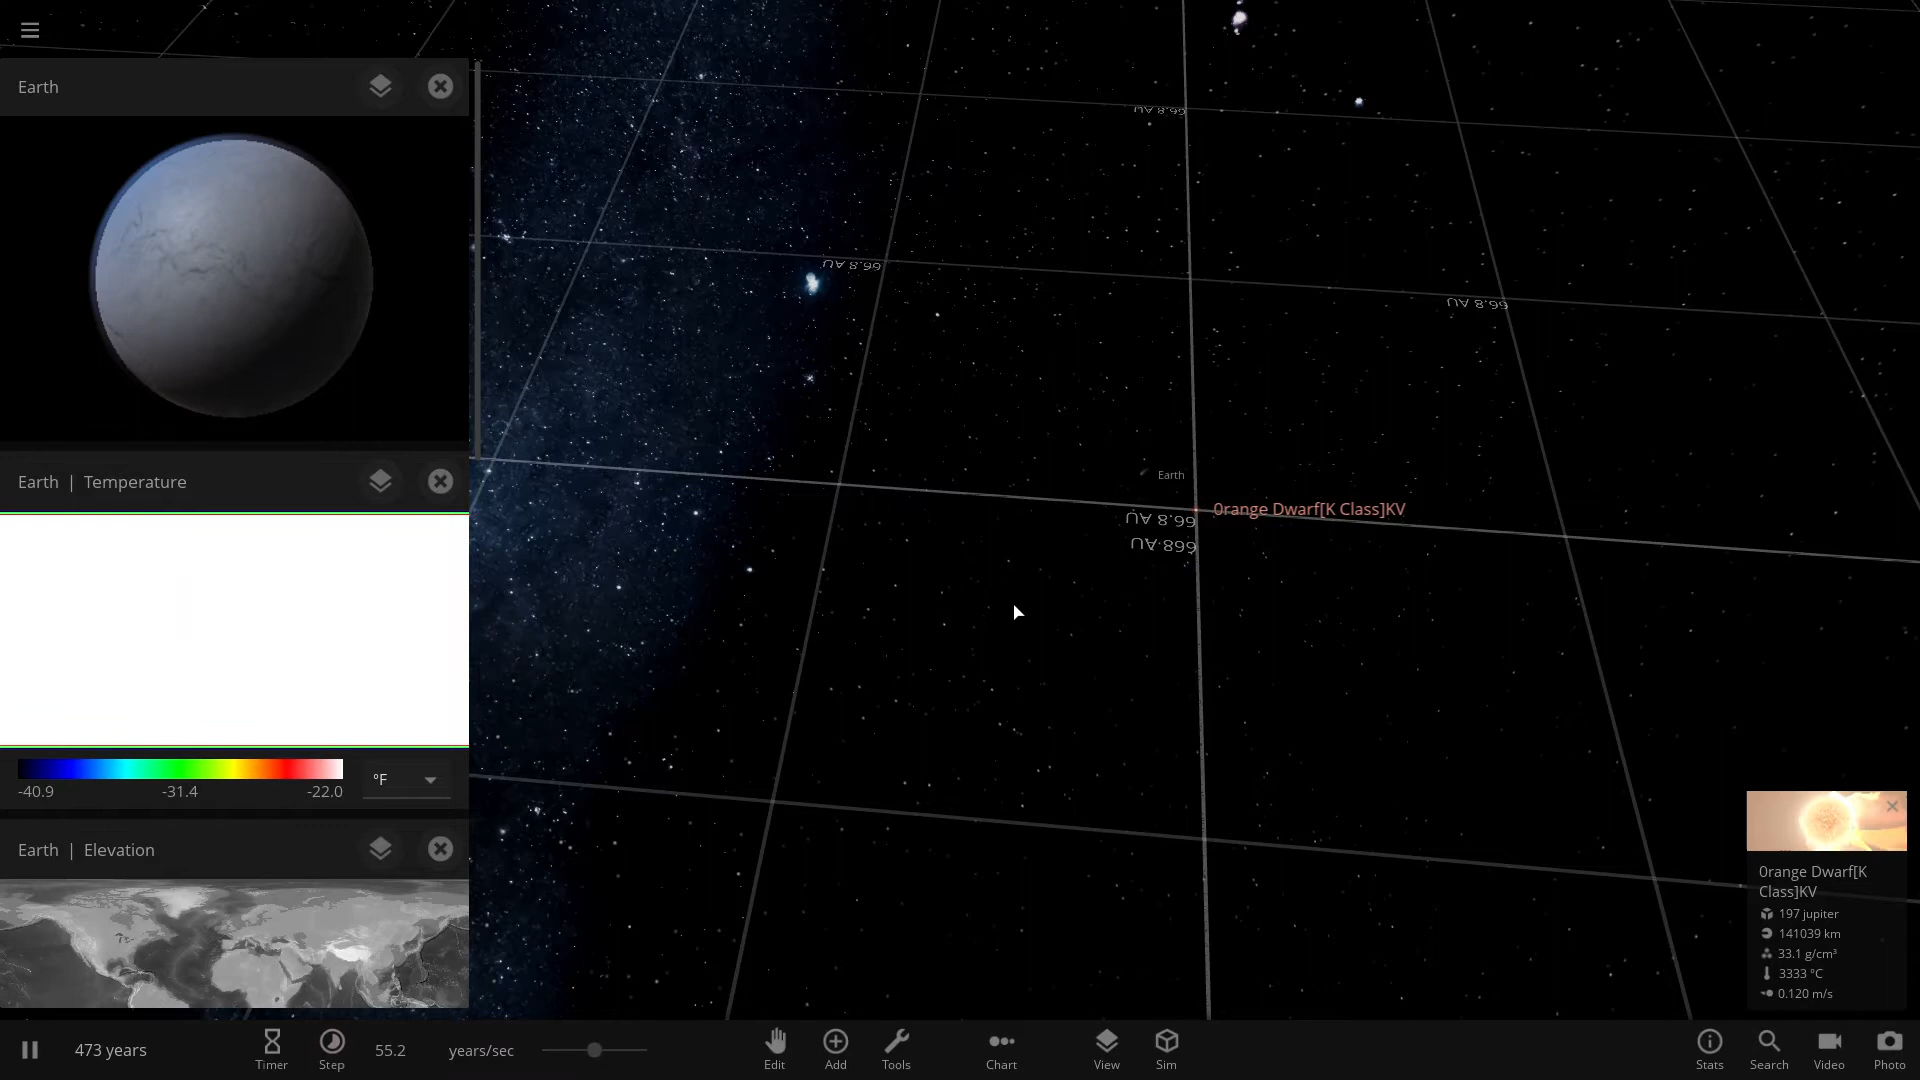 Earth
66.8 AU
66.8 AU
66.8 AU
Earth | Temperature
Earth
0range Dwarf[K Class]KV
66.8 AU
668 AU
-40.9
-31.4
-22.0
°F
Earth | Elevation
0range Dwarf[K
Class]KV
197 jupiter
141039 km
33.1 g/cm³
3333 °C
0.120 m/s
473 years
Timer
Step
55.2
years/sec
Edit
Add
Tools
Chart
View
Sim
Stats
Search
Video
Photo